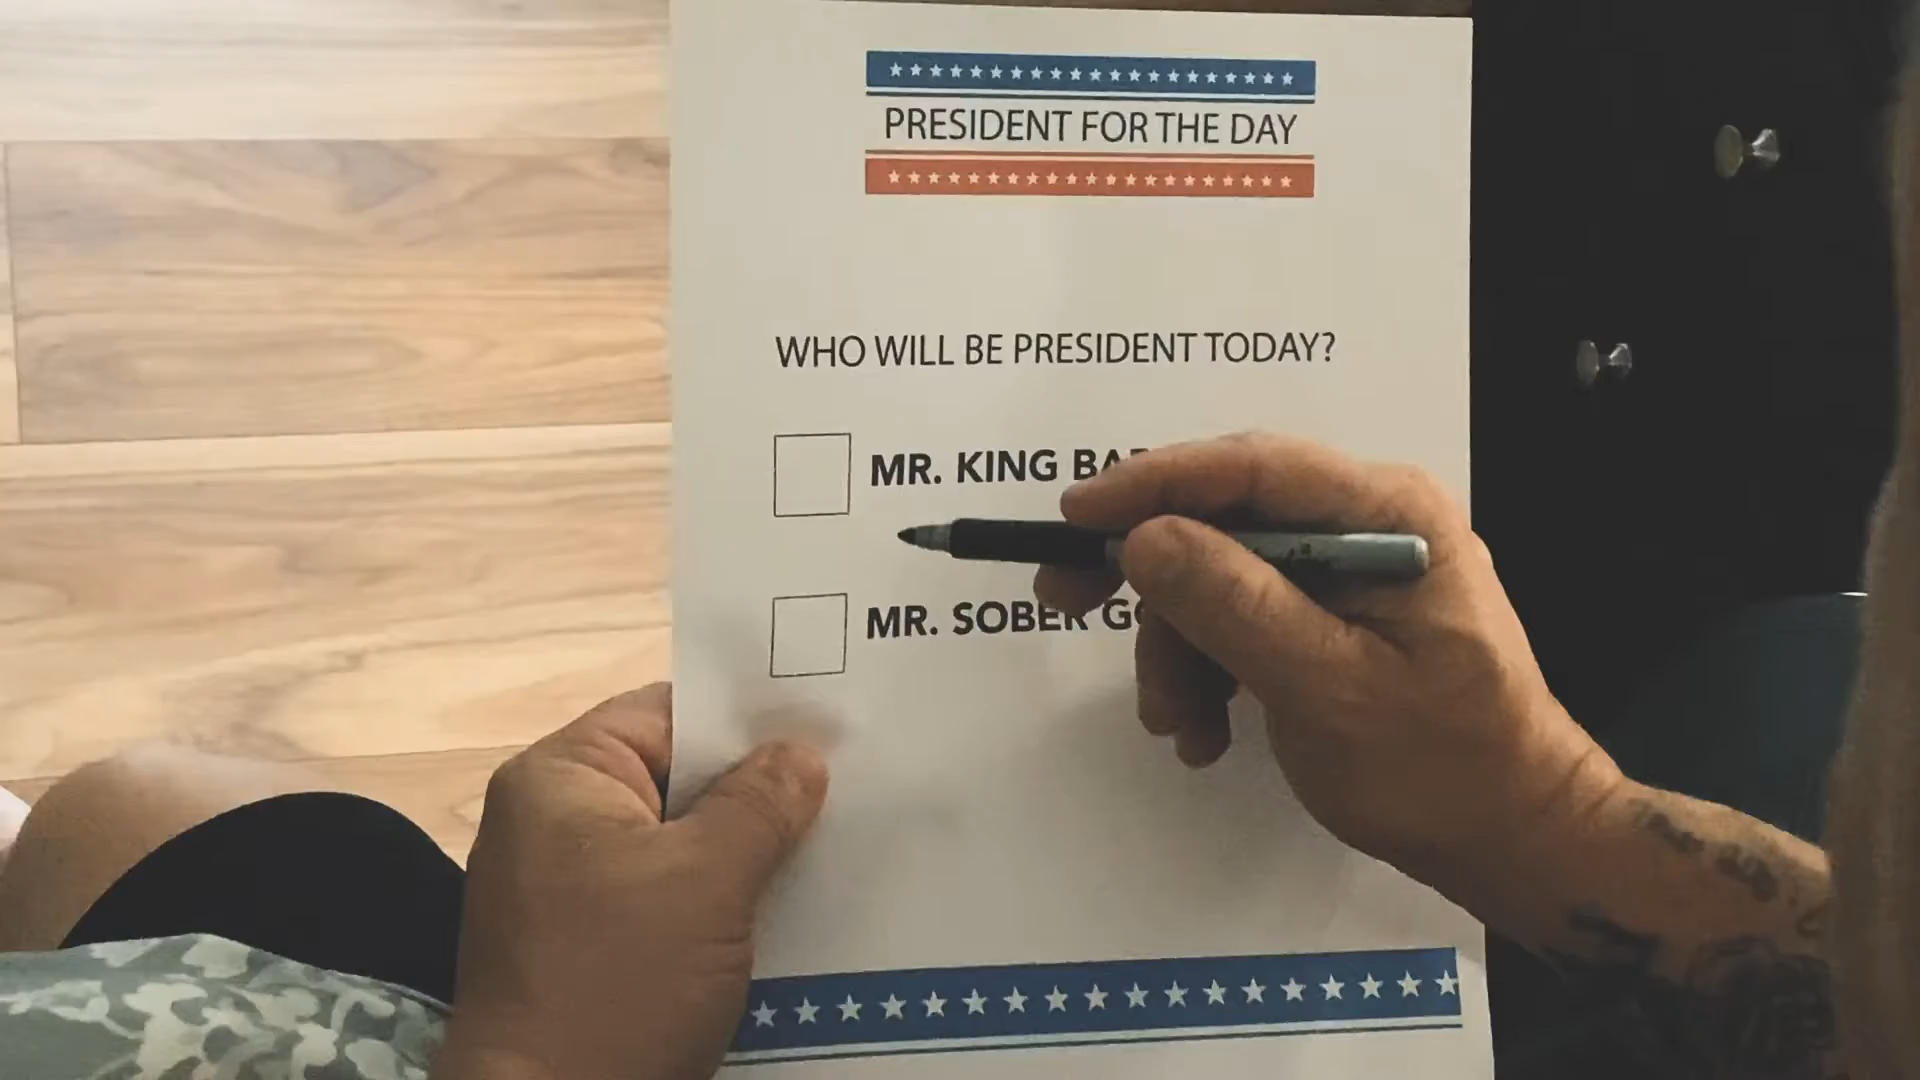 PRESIDENT FOR THE DAY
WHO WILL BE PRESIDENT TODAY?
MR. KING
MR. SOBER